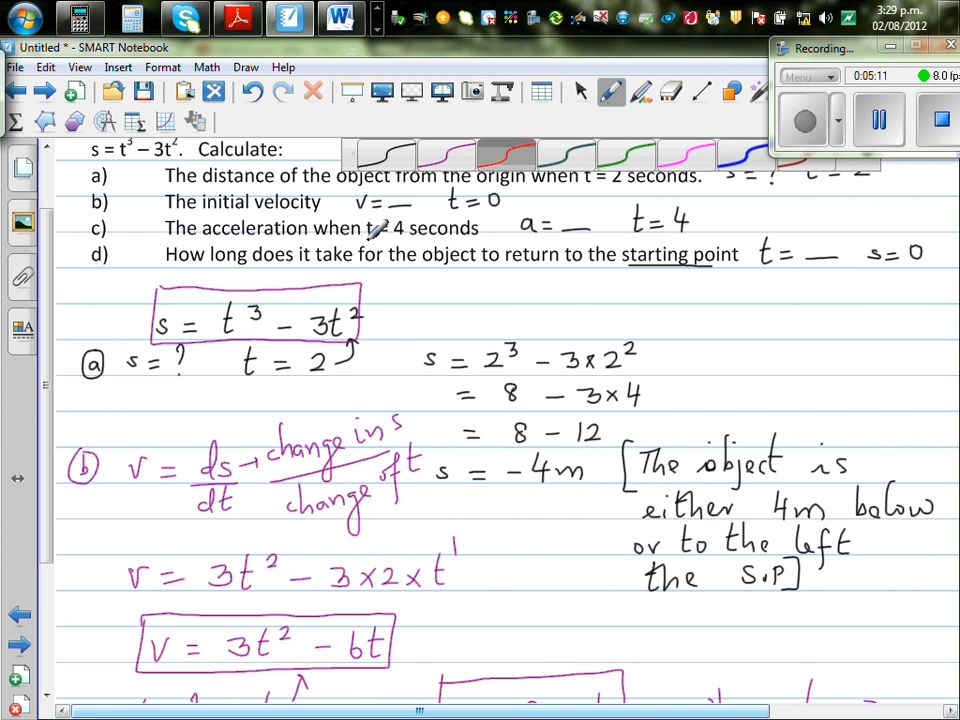 3:29 p.m.
02/08/2012
Untitled * - SMART Notebook
Recording...
File Edit View Insert Format Math Draw Help
Menu 0:05:11 8.0 fp
s = t³ – 3t². Calculate:
a) The distance of the object from the origin when t = 2 seconds. s = ? t = 2
b) The initial velocity v = __ t = 0
c) The acceleration when t = 4 seconds a = __ t = 4
d) How long does it take for the object to return to the starting point t = __ s = 0
s = t³ – 3t²
(a) s = ? t = 2 s = 2³ – 3×2²
= 8 – 3×4
= 8 – 12
s = –4m [The object is
either 4m below
or to the left
the S.P]
(b) v = ds/dt → change in s / change of t
v = 3t² – 3×2×t¹
v = 3t² – 6t